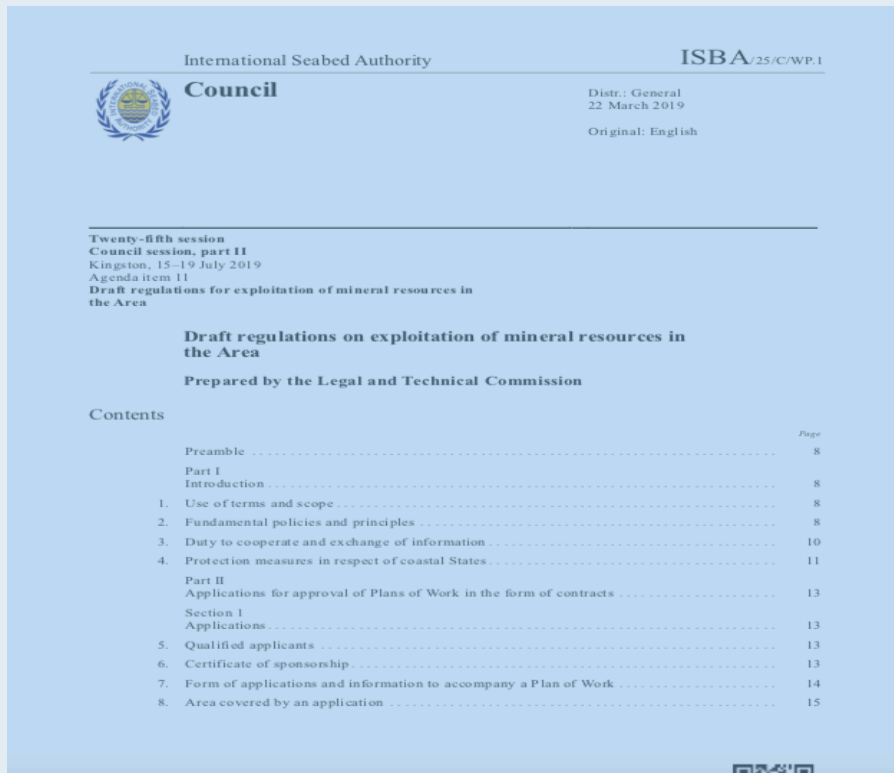 International Seabed Authority ISBA/25/C/WP.1
Council
Distr.: General
22 March 2019
Original: English
INTERNATIONAL SEABED AUTHORITY
Twenty-fifth session
Council session, part II
Kingston, 15–19 July 2019
Agenda item 11
Draft regulations for exploitation of mineral resources in
the Area
Draft regulations on exploitation of mineral resources in
the Area
Prepared by the Legal and Technical Commission
Contents
Page
Preamble 8
Part I
Introduction 8
1. Use of terms and scope 8
2. Fundamental policies and principles 8
3. Duty to cooperate and exchange of information 10
4. Protection measures in respect of coastal States 11
Part II
Applications for approval of Plans of Work in the form of contracts 13
Section 1
Applications 13
5. Qualified applicants 13
6. Certificate of sponsorship 13
7. Form of applications and information to accompany a Plan of Work 14
8. Area covered by an application 15